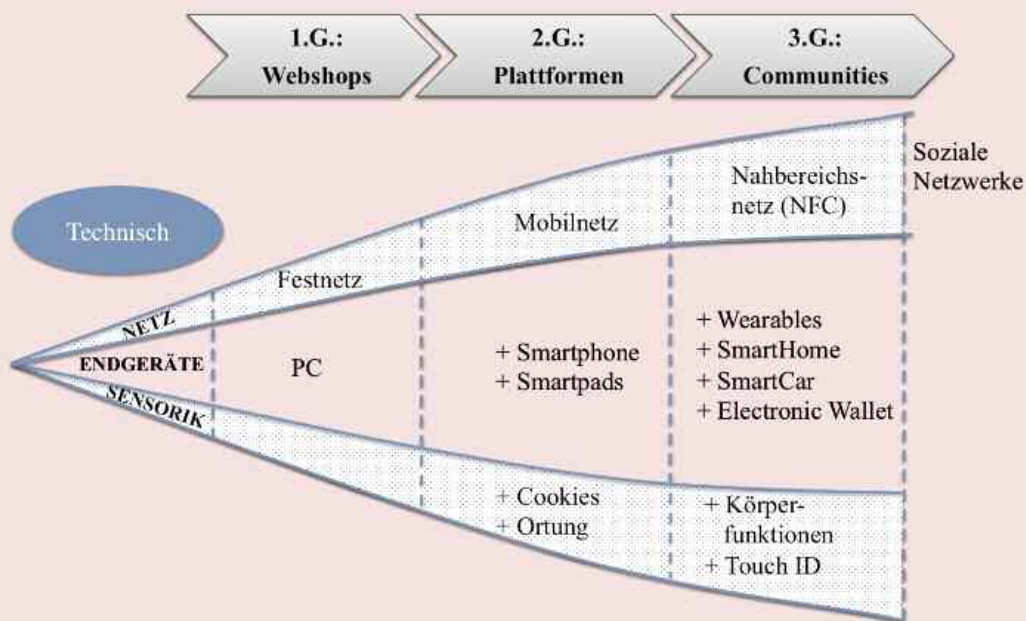 1.G.:
Webshops
2.G.:
Plattformen
3.G.:
Communities
Technisch
NETZ
Festnetz
Mobilnetz
Nahbereichs-
netz (NFC)
Soziale
Netzwerke
ENDGERÄTE
PC
+ Smartphone
+ Smartpads
+ Wearables
+ SmartHome
+ SmartCar
+ Electronic Wallet
SENSORIK
+ Cookies
+ Ortung
+ Körper-
funktionen
+ Touch ID